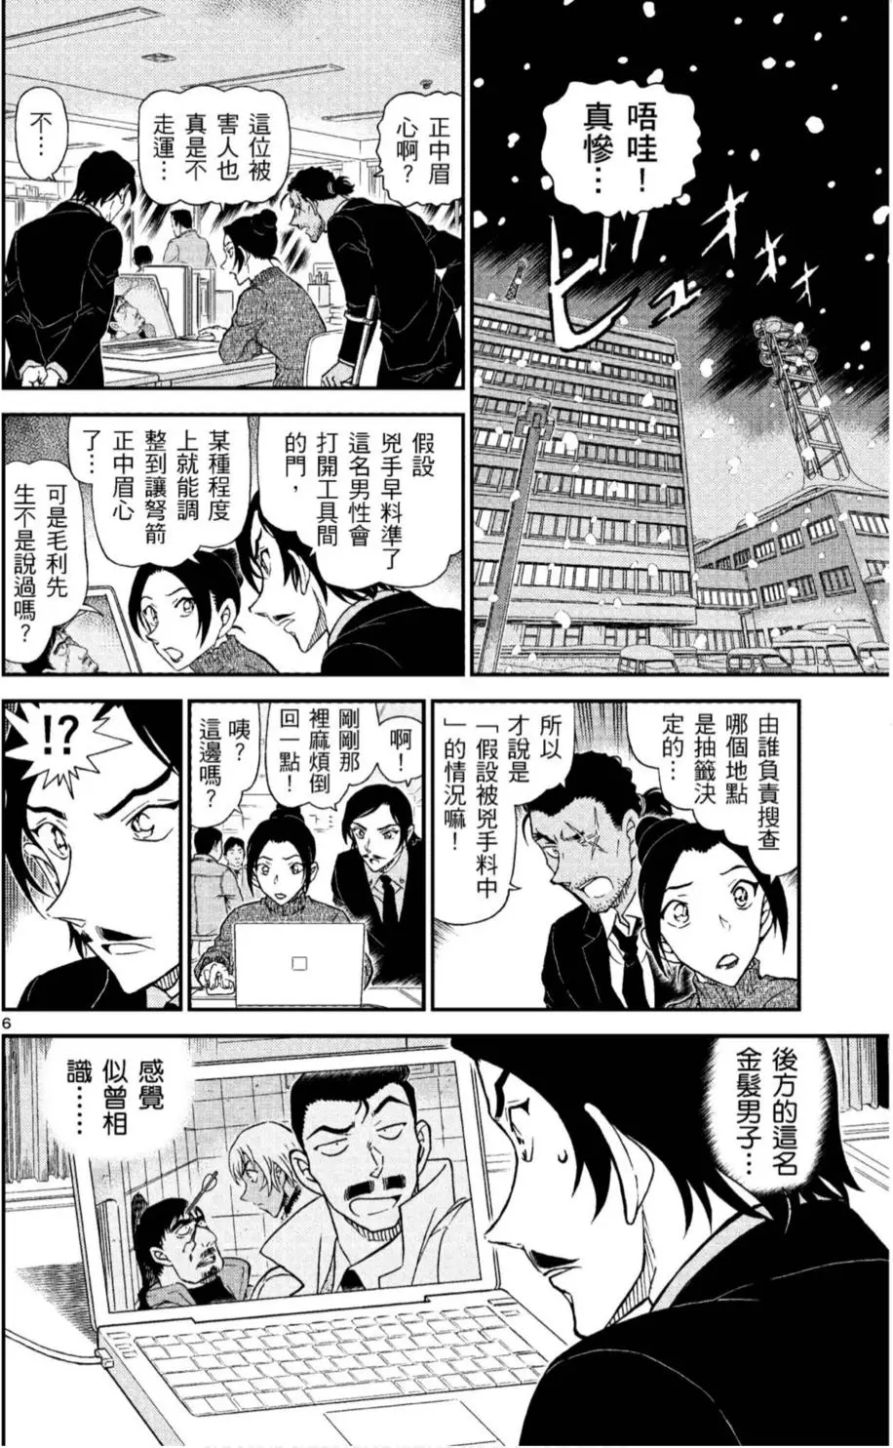 唔哇！
真慘…
ビュオオ
正中眉
心啊？
這位被
害人也
真是不
走運…
不…
假設
兇手早料準了
這名男性會
打開工具間
的門，
某種程度
上就能調
整到讓弩箭
正中眉心
了…
可是毛利先
生不是說過嗎？
由誰負責搜查
哪個地點
是抽籤決
定的…
所以
才說是
「假設被兇手料中
」的情況嘛！
啊！
剛剛那
裡麻煩倒
回一點！
咦？
這邊嗎？
!?
6
後方的這名
金髮男子…
感覺
似曾相
識……